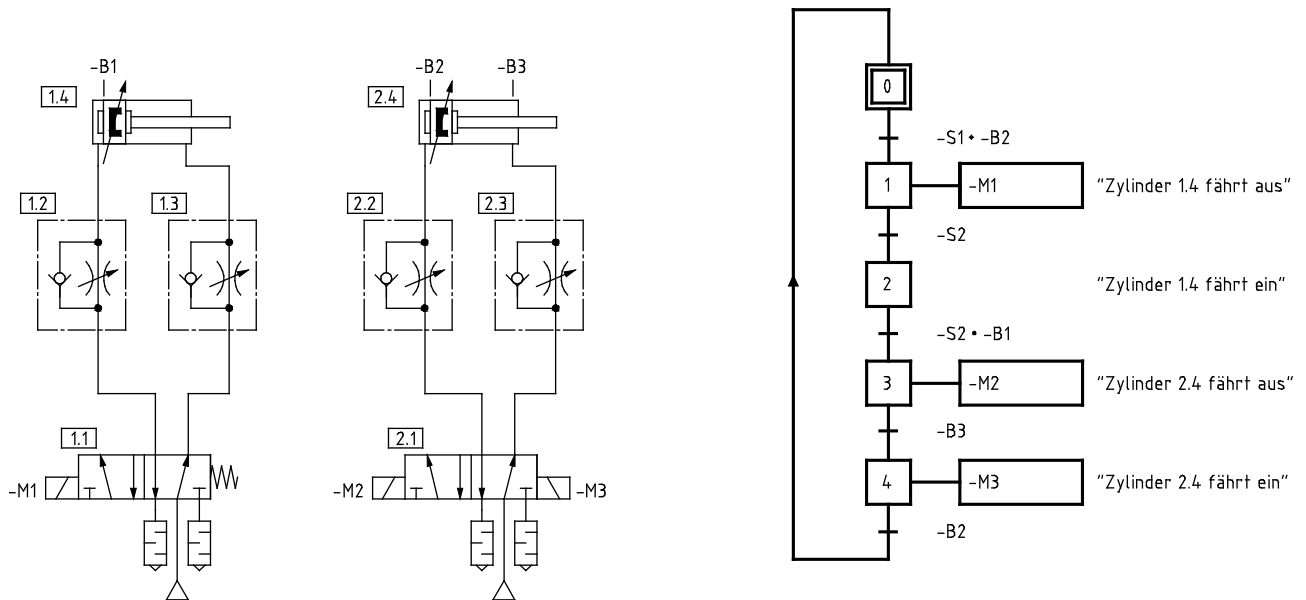 -B1
1.4
1.2
1.3
1.1
-M1
-B2 -B3
2.4
2.2
2.3
2.1
-M2
-M3
0
-S1 • -B2
1 -M1 "Zylinder 1.4 fährt aus"
-S2
2 "Zylinder 1.4 fährt ein"
-S2 • -B1
3 -M2 "Zylinder 2.4 fährt aus"
-B3
4 -M3 "Zylinder 2.4 fährt ein"
-B2